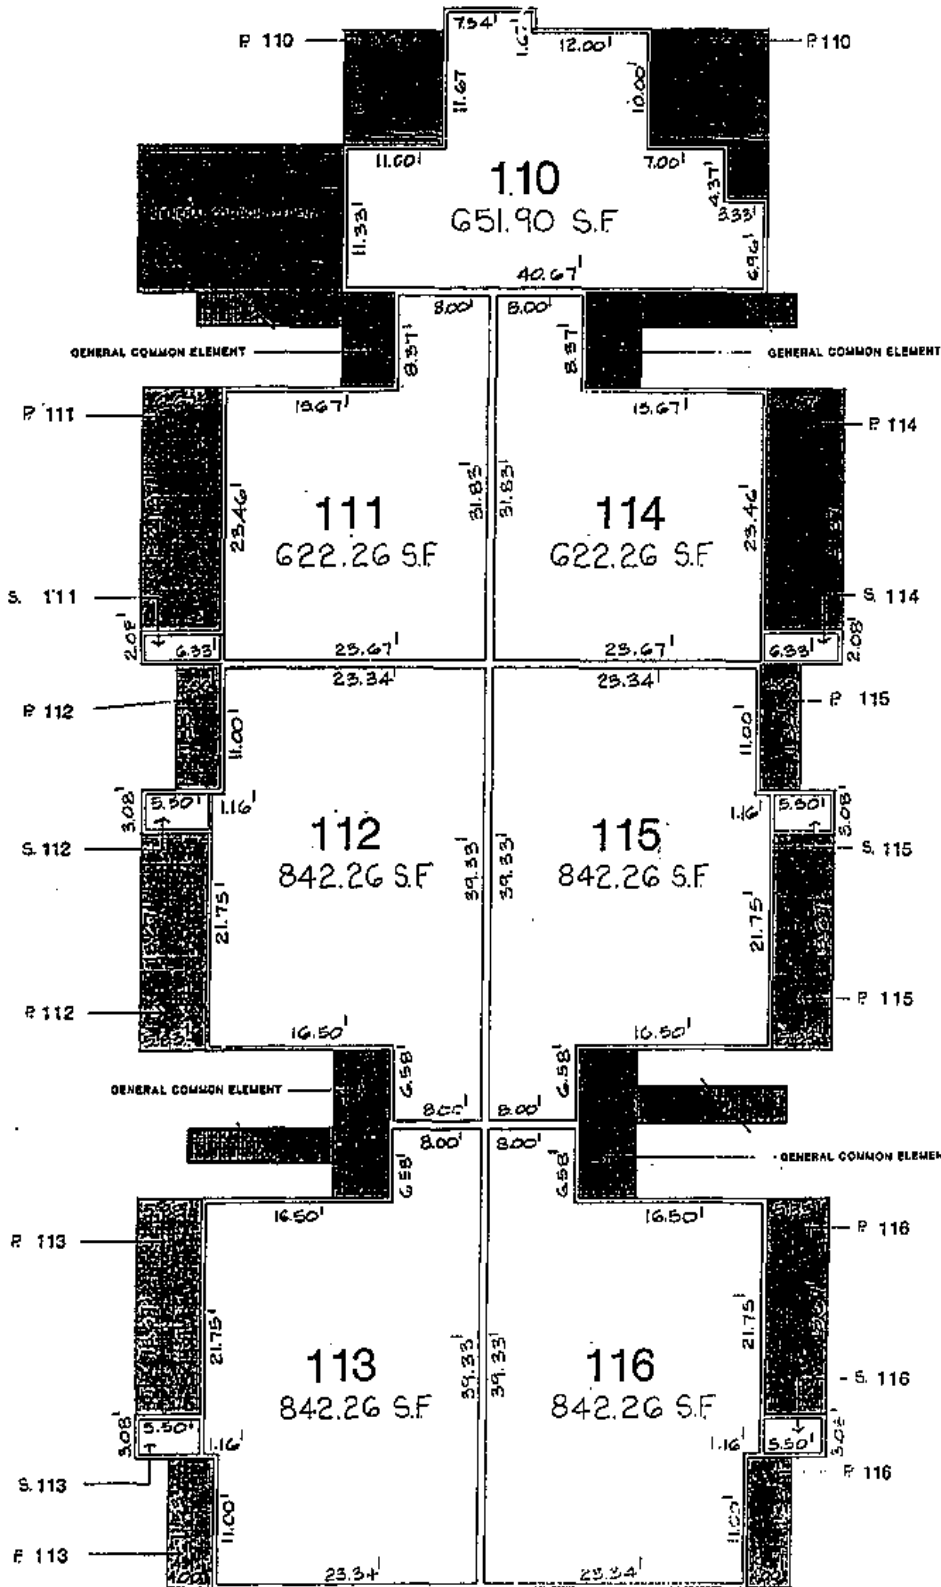 7.34'
P. 110
1.67
12.00'
P. 110
11.67
10.00'
11.60'
7.00'
110
4.37'
651.90 S.F.
3.33'
11.33'
6.96'
40.67'
8.00'
8.00'
8.37'
8.37'
GENERAL COMMON ELEMENT
GENERAL COMMON ELEMENT
15.67'
15.67'
P. 111
P. 114
23.46'
31.83'
31.83'
23.46'
111
114
622.26 S.F.
622.26 S.F.
S. 111
S. 114
2.08'
6.33'
23.67'
23.67'
6.33'
2.08'
23.34'
23.34'
P. 112
P. 115
11.00'
11.00'
3.08'
5.50'
1.16'
1.16'
5.50'
3.08'
112
115
S. 112
S. 115
842.26 S.F.
842.26 S.F.
39.33'
39.33'
21.75'
21.75'
P. 112
P. 115
16.50'
16.50'
GENERAL COMMON ELEMENT
6.58'
6.58'
8.00'
8.00'
8.00'
8.00'
6.58'
6.58'
GENERAL COMMON ELEMEN
16.50'
16.50'
P. 113
P. 116
21.75'
21.75'
39.33'
39.33'
113
116
S. 116
842.26 S.F.
842.26 S.F.
3.08'
5.50'
1.16'
1.16'
5.50'
3.08'
S. 113
P. 116
11.00'
11.00'
P. 113
23.34'
23.34'